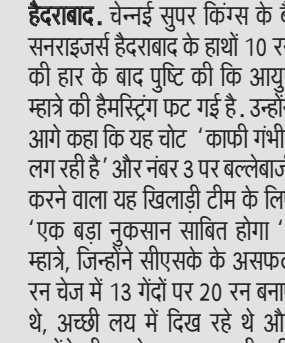 हैदराबाद. चेन्नई सुपर किंग्स के
सनराइजर्स हैदराबाद के हाथों 10
की हार के बाद पुष्टि की कि
म्हात्रे की हैमस्ट्रिंग फट गई है. उन्होंने
आगे कहा कि यह चोट 'काफी
लग रही है' और नंबर 3 पर
करने वाला यह खिलाड़ी टीम के
'एक बड़ा नुकसान साबित होगा '
म्हात्रे, जिन्होंने सीएसके के
रन चेज में 13 गेंदों पर 20 रन
थे, अच्छी लय में दिख रहे थे